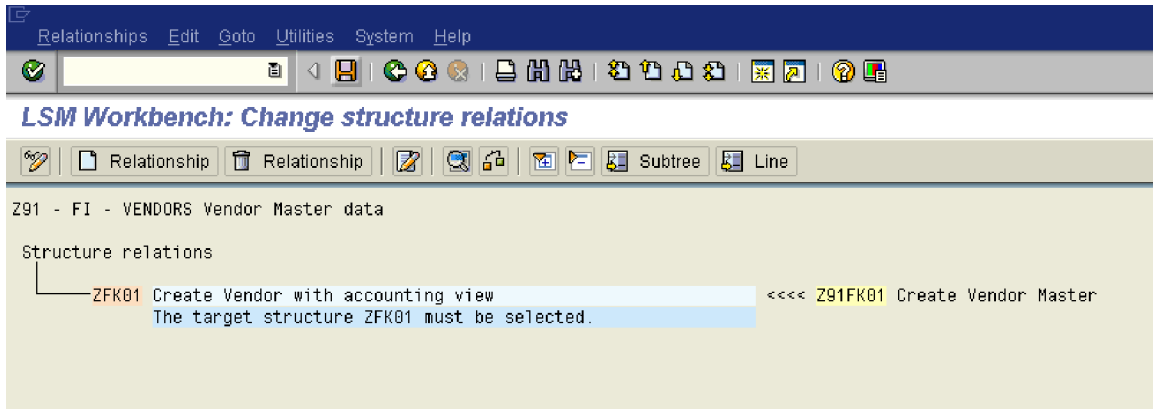 Relationships Edit Goto Utilities System Help
LSM Workbench: Change structure relations
Relationship Relationship Subtree Line
Z91 - FI - VENDORS Vendor Master data
Structure relations
ZFK01 Create Vendor with accounting view <<<< Z91FK01 Create Vendor Master
The target structure ZFK01 must be selected.